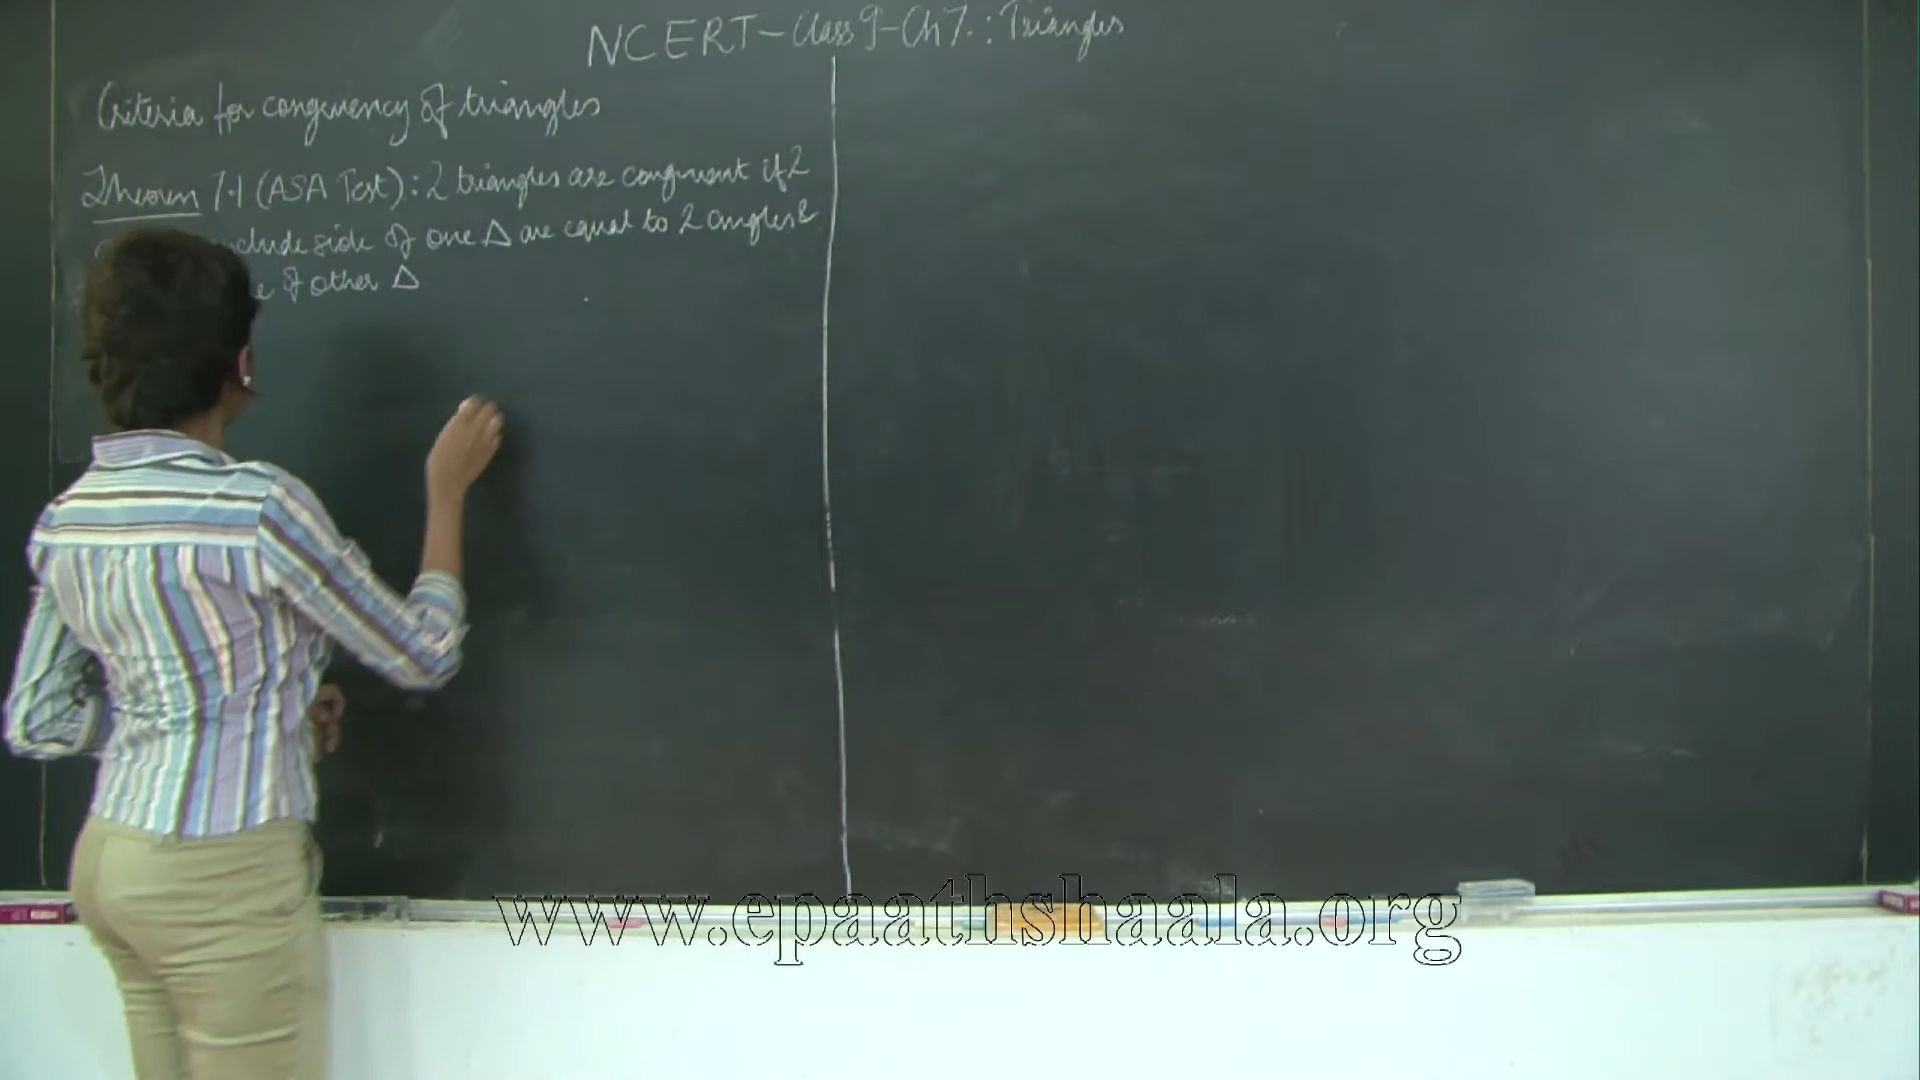 NCERT - Class 9 - Ch 7. : Triangles
Criteria for congruency of triangles
Theorem 7.1 (ASA Test) : 2 triangles are congruent if 2
include side of one Δ are equal to 2 angles &
of other Δ
www.epaathshaala.org